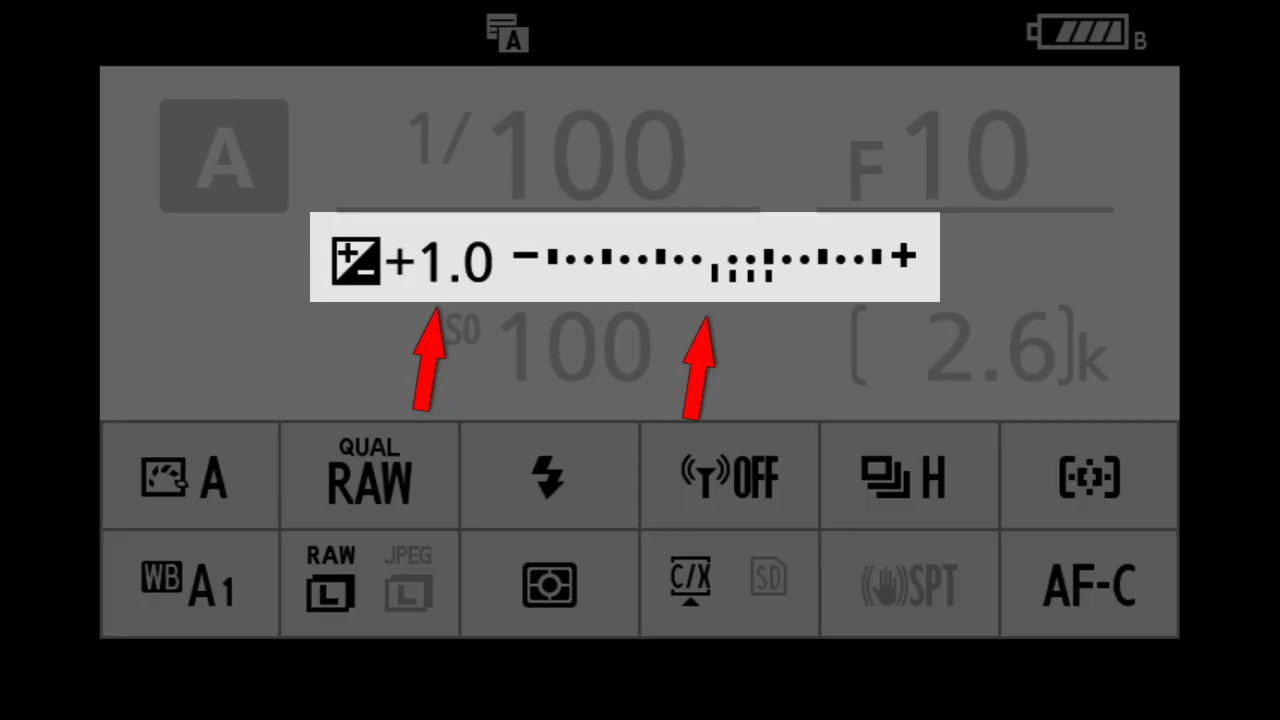 A
B
A 1/100 F10
+1.0 - +
ISO 100 [2.6]k
A QUAL RAW OFF H
WB A1 RAW L JPEG L C/X SD SPT AF-C